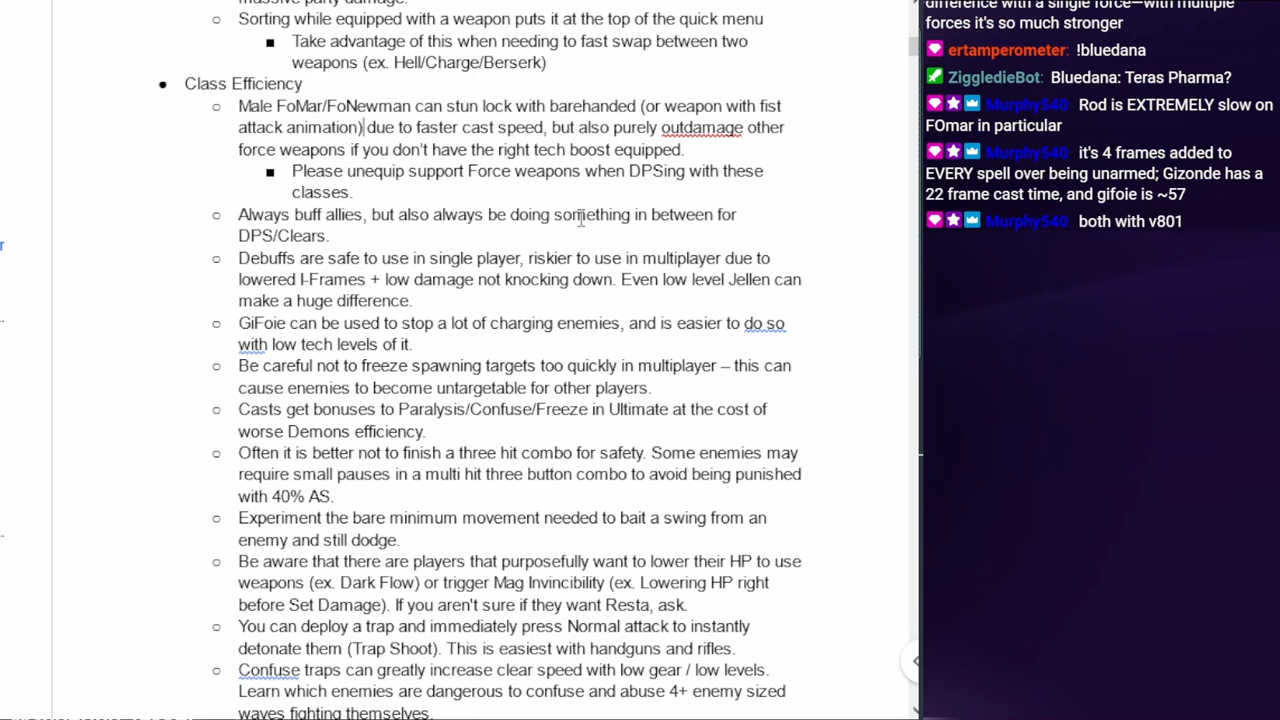 massive party damage.
Sorting while equipped with a weapon puts it at the top of the quick menu
Take advantage of this when needing to fast swap between two
weapons (ex. Hell/Charge/Berserk)
Class Efficiency
Male FoMar/FoNewman can stun lock with barehanded (or weapon with fist
attack animation) due to faster cast speed, but also purely outdamage other
force weapons if you don't have the right tech boost equipped.
Please unequip support Force weapons when DPSing with these
classes.
Always buff allies, but also always be doing something in between for
DPS/Clears.
Debuffs are safe to use in single player, riskier to use in multiplayer due to
lowered I-Frames + low damage not knocking down. Even low level Jellen can
make a huge difference.
GiFoie can be used to stop a lot of charging enemies, and is easier to do so
with low tech levels of it.
Be careful not to freeze spawning targets too quickly in multiplayer – this can
cause enemies to become untargetable for other players.
Casts get bonuses to Paralysis/Confuse/Freeze in Ultimate at the cost of
worse Demons efficiency.
Often it is better not to finish a three hit combo for safety. Some enemies may
require small pauses in a multi hit three button combo to avoid being punished
with 40% AS.
Experiment the bare minimum movement needed to bait a swing from an
enemy and still dodge.
Be aware that there are players that purposefully want to lower their HP to use
weapons (ex. Dark Flow) or trigger Mag Invincibility (ex. Lowering HP right
before Set Damage). If you aren't sure if they want Resta, ask.
You can deploy a trap and immediately press Normal attack to instantly
detonate them (Trap Shoot). This is easiest with handguns and rifles.
Confuse traps can greatly increase clear speed with low gear / low levels.
Learn which enemies are dangerous to confuse and abuse 4+ enemy sized
waves fighting themselves.
difference with a single force—with multiple
forces it's so much stronger
ertamperometer: !bluedana
ZiggledieBot: Bluedana: Teras Pharma?
Murphy540: Rod is EXTREMELY slow on
FOmar in particular
Murphy540: it's 4 frames added to
EVERY spell over being unarmed; Gizonde has a
22 frame cast time, and gifoie is ~57
Murphy540: both with v801